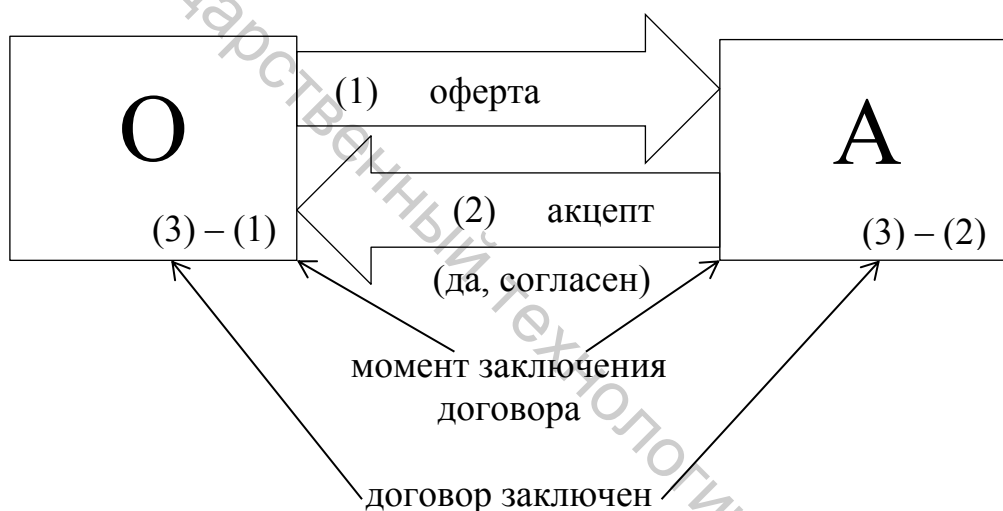 (1) оферта
О
А
(2) акцепт
(3) – (1)
(3) – (2)
(да, согласен)
момент заключения
договора
договор заключен